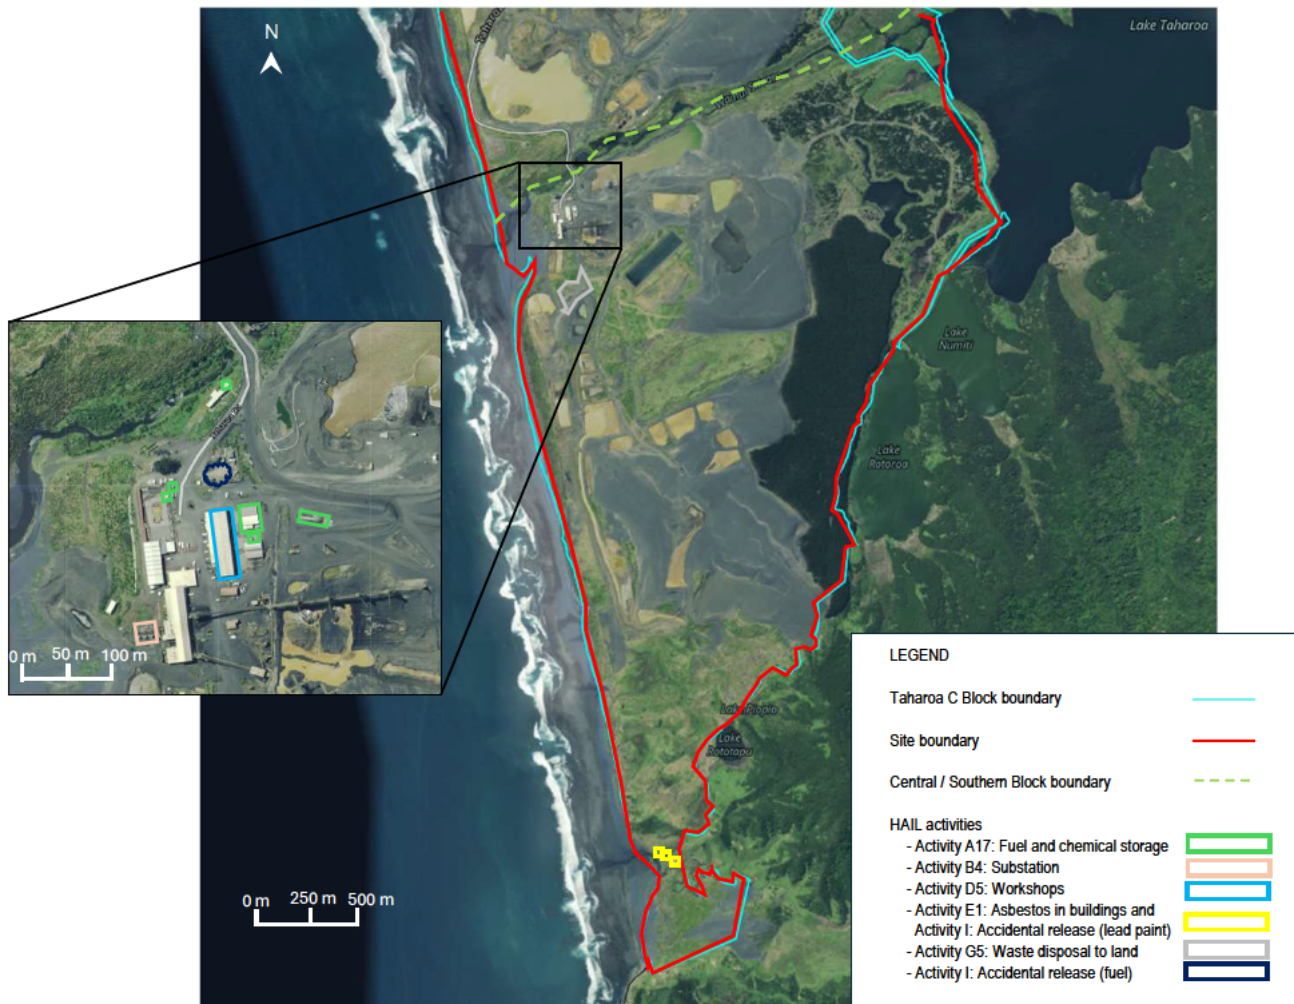 N
Lake Taharoa
Taharoa
Lake
Numiti
Lake
Rotoroa
Lake Piopio
Lake
Rototapu
0 m 50 m 100 m
0 m 250 m 500 m
LEGEND
Taharoa C Block boundary
Site boundary
Central / Southern Block boundary
HAIL activities
- Activity A17: Fuel and chemical storage
- Activity B4: Substation
- Activity D5: Workshops
- Activity E1: Asbestos in buildings and
Activity I: Accidental release (lead paint)
- Activity G5: Waste disposal to land
- Activity I: Accidental release (fuel)